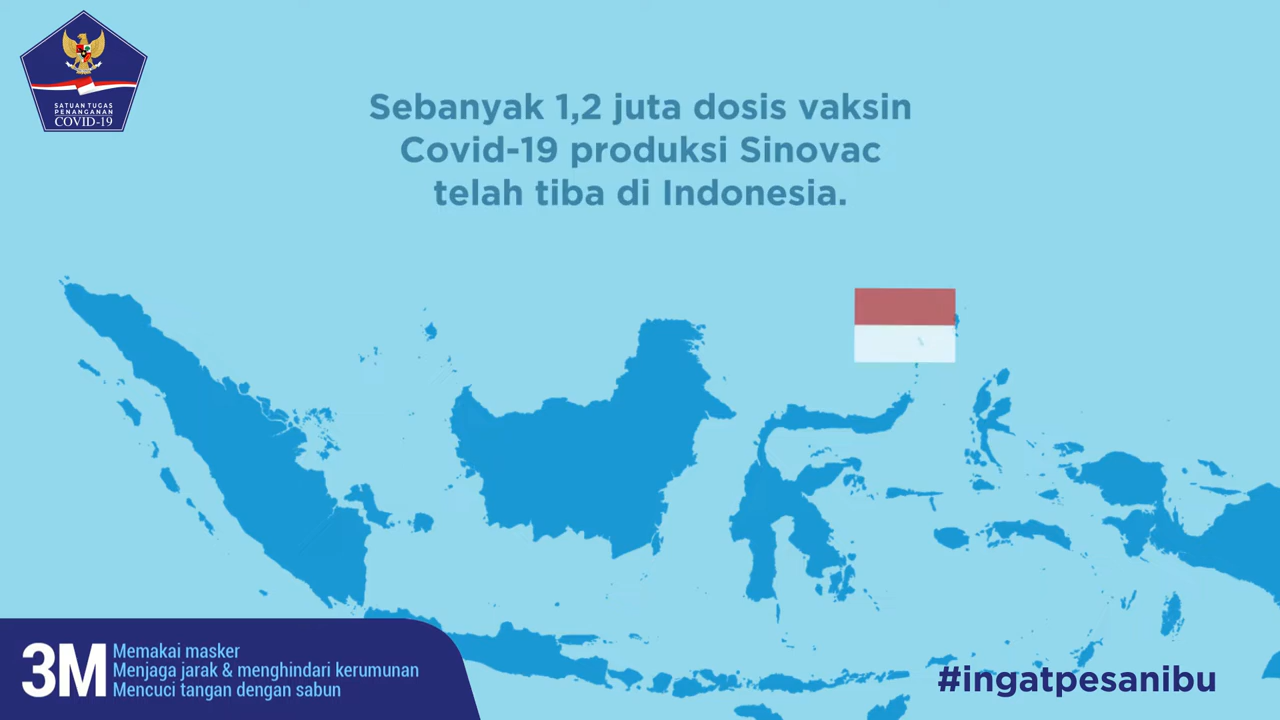 SATUAN TUGAS
PENANGANAN
COVID-19
Sebanyak 1,2 juta dosis vaksin
Covid-19 produksi Sinovac
telah tiba di Indonesia.
3M
Memakai masker
Menjaga jarak & menghindari kerumunan
Mencuci tangan dengan sabun
#ingatpesanibu